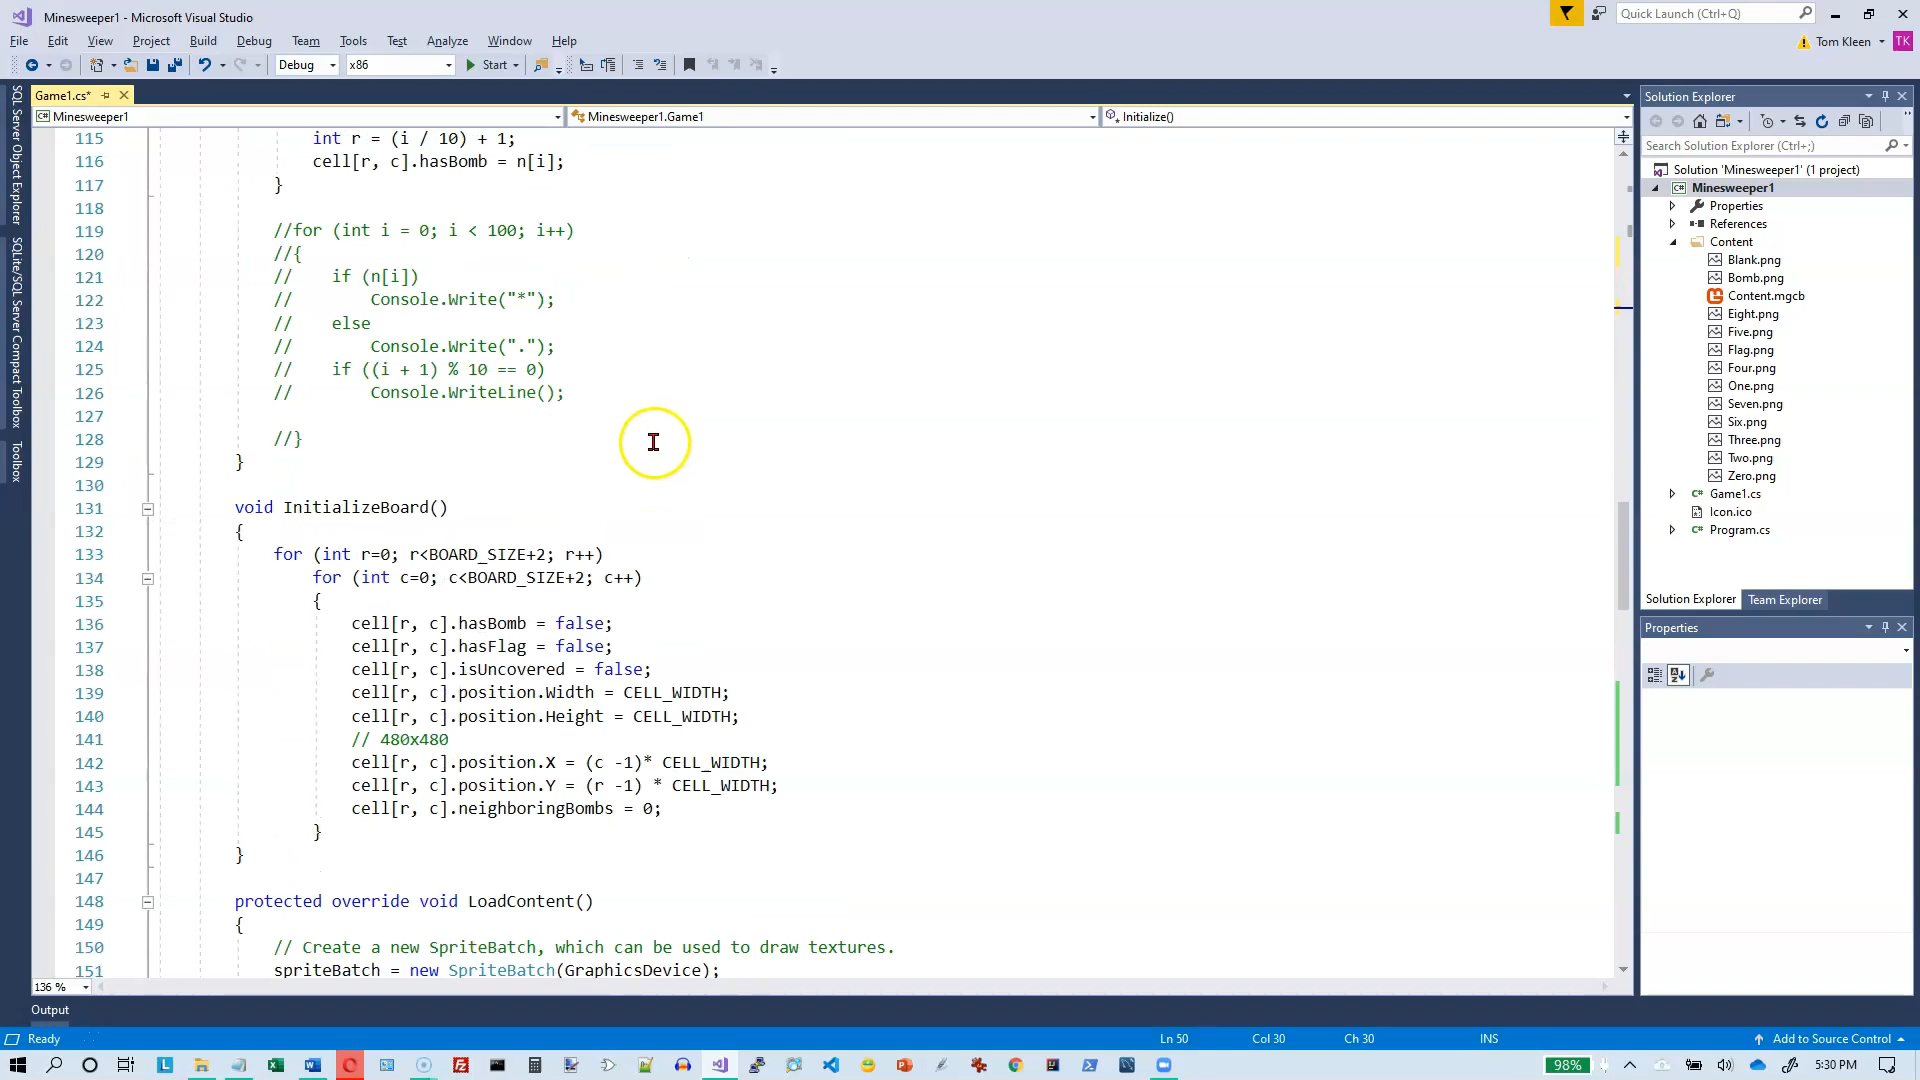 Minesweeper1 - Microsoft Visual Studio
Quick Launch (Ctrl+Q)
File Edit View Project Build Debug Team Tools Test Analyze Window Help
Tom Kleen TK
Debug x86 Start
Game1.cs*
Minesweeper1 Minesweeper1.Game1 Initialize()
SQL Server Object Explorer
SQLite/SQL Server Compact Toolbox
Toolbox
115 int r = (i / 10) + 1;
116 cell[r, c].hasBomb = n[i];
117 }
118
119 //for (int i = 0; i < 100; i++)
120 //{
121 // if (n[i])
122 // Console.Write("*");
123 // else
124 // Console.Write(".");
125 // if ((i + 1) % 10 == 0)
126 // Console.WriteLine();
127
128 //}
129 }
130
131 void InitializeBoard()
132 {
133 for (int r=0; r<BOARD_SIZE+2; r++)
134 for (int c=0; c<BOARD_SIZE+2; c++)
135 {
136 cell[r, c].hasBomb = false;
137 cell[r, c].hasFlag = false;
138 cell[r, c].isUncovered = false;
139 cell[r, c].position.Width = CELL_WIDTH;
140 cell[r, c].position.Height = CELL_WIDTH;
141 // 480x480
142 cell[r, c].position.X = (c -1)* CELL_WIDTH;
143 cell[r, c].position.Y = (r -1) * CELL_WIDTH;
144 cell[r, c].neighboringBombs = 0;
145 }
146 }
147
148 protected override void LoadContent()
149 {
150 // Create a new SpriteBatch, which can be used to draw textures.
151 spriteBatch = new SpriteBatch(GraphicsDevice);
136 %
Output
Solution Explorer
Search Solution Explorer (Ctrl+;)
Solution 'Minesweeper1' (1 project)
C# Minesweeper1
Properties
References
Content
Blank.png
Bomb.png
Content.mgcb
Eight.png
Five.png
Flag.png
Four.png
One.png
Seven.png
Six.png
Three.png
Two.png
Zero.png
C# Game1.cs
Icon.ico
C# Program.cs
Solution Explorer Team Explorer
Properties
Ready Ln 50 Col 30 Ch 30 INS Add to Source Control
98% 5:30 PM